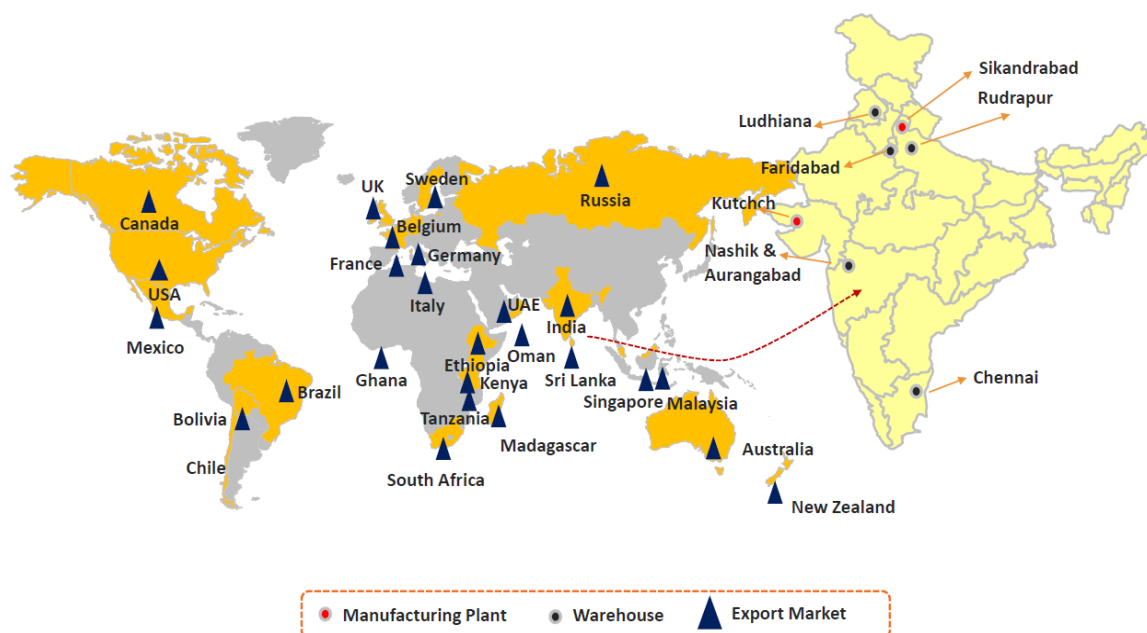 Sikandrabad
Rudrapur
Ludhiana
Faridabad
Sweden
UK
Russia
Kutchch
Canada
Belgium
Nashik &
Aurangabad
Germany
France
USA
Italy
UAE
India
Mexico
Oman
Ethiopia
Ghana
Kenya
Sri Lanka
Chennai
Brazil
Singapore
Malaysia
Bolivia
Tanzania
Madagascar
Australia
Chile
South Africa
New Zealand
Manufacturing Plant
Warehouse
Export Market